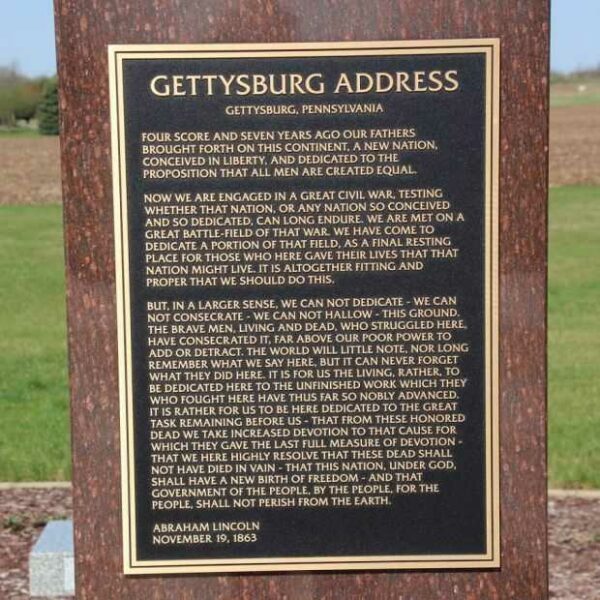 GETTYSBURG ADDRESS
GETTYSBURG, PENNSYLVANIA
FOUR SCORE AND SEVEN YEARS AGO OUR FATHERS
BROUGHT FORTH ON THIS CONTINENT, A NEW NATION,
CONCEIVED IN LIBERTY, AND DEDICATED TO THE
PROPOSITION THAT ALL MEN ARE CREATED EQUAL.
NOW WE ARE ENGAGED IN A GREAT CIVIL WAR, TESTING
WHETHER THAT NATION, OR ANY NATION SO CONCEIVED
AND SO DEDICATED, CAN LONG ENDURE. WE ARE MET ON A
GREAT BATTLE-FIELD OF THAT WAR. WE HAVE COME TO
DEDICATE A PORTION OF THAT FIELD, AS A FINAL RESTING
PLACE FOR THOSE WHO HERE GAVE THEIR LIVES THAT THAT
NATION MIGHT LIVE. IT IS ALTOGETHER FITTING AND
PROPER THAT WE SHOULD DO THIS.
BUT, IN A LARGER SENSE, WE CAN NOT DEDICATE - WE CAN
NOT CONSECRATE - WE CAN NOT HALLOW - THIS GROUND.
THE BRAVE MEN, LIVING AND DEAD, WHO STRUGGLED HERE,
HAVE CONSECRATED IT, FAR ABOVE OUR POOR POWER TO
ADD OR DETRACT. THE WORLD WILL LITTLE NOTE, NOR LONG
REMEMBER WHAT WE SAY HERE, BUT IT CAN NEVER FORGET
WHAT THEY DID HERE. IT IS FOR US THE LIVING, RATHER, TO
BE DEDICATED HERE TO THE UNFINISHED WORK WHICH THEY
WHO FOUGHT HERE HAVE THUS FAR SO NOBLY ADVANCED.
IT IS RATHER FOR US TO BE HERE DEDICATED TO THE GREAT
TASK REMAINING BEFORE US - THAT FROM THESE HONORED
DEAD WE TAKE INCREASED DEVOTION TO THAT CAUSE FOR
WHICH THEY GAVE THE LAST FULL MEASURE OF DEVOTION -
THAT WE HERE HIGHLY RESOLVE THAT THESE DEAD SHALL
NOT HAVE DIED IN VAIN - THAT THIS NATION, UNDER GOD,
SHALL HAVE A NEW BIRTH OF FREEDOM - AND THAT
GOVERNMENT OF THE PEOPLE, BY THE PEOPLE, FOR THE
PEOPLE, SHALL NOT PERISH FROM THE EARTH.
ABRAHAM LINCOLN
NOVEMBER 19, 1863